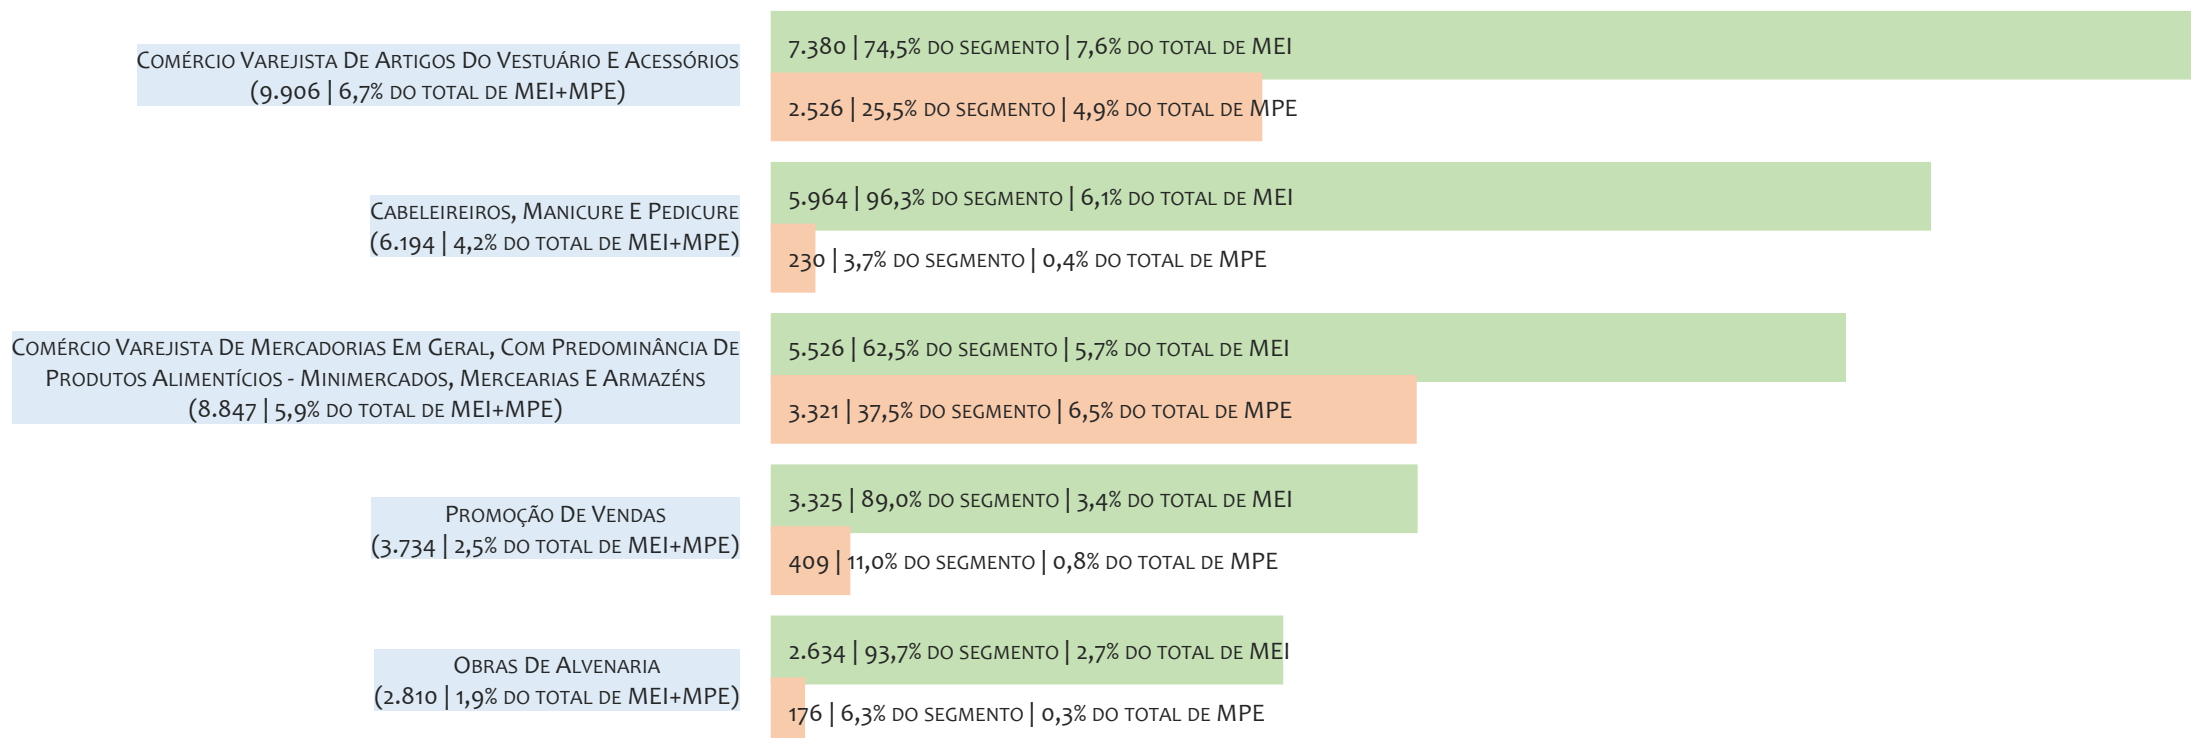 Comércio Varejista De Artigos Do Vestuário E Acessórios
(9.906 | 6,7% do total de MEI+MPE)
7.380 | 74,5% do segmento | 7,6% do total de MEI
2.526 | 25,5% do segmento | 4,9% do total de MPE
Cabeleireiros, Manicure E Pedicure
(6.194 | 4,2% do total de MEI+MPE)
5.964 | 96,3% do segmento | 6,1% do total de MEI
230 | 3,7% do segmento | 0,4% do total de MPE
Comércio Varejista De Mercadorias Em Geral, Com Predominância De
Produtos Alimentícios - Minimercados, Mercearias E Armazéns
(8.847 | 5,9% do total de MEI+MPE)
5.526 | 62,5% do segmento | 5,7% do total de MEI
3.321 | 37,5% do segmento | 6,5% do total de MPE
Promoção De Vendas
(3.734 | 2,5% do total de MEI+MPE)
3.325 | 89,0% do segmento | 3,4% do total de MEI
409 | 11,0% do segmento | 0,8% do total de MPE
Obras De Alvenaria
(2.810 | 1,9% do total de MEI+MPE)
2.634 | 93,7% do segmento | 2,7% do total de MEI
176 | 6,3% do segmento | 0,3% do total de MPE